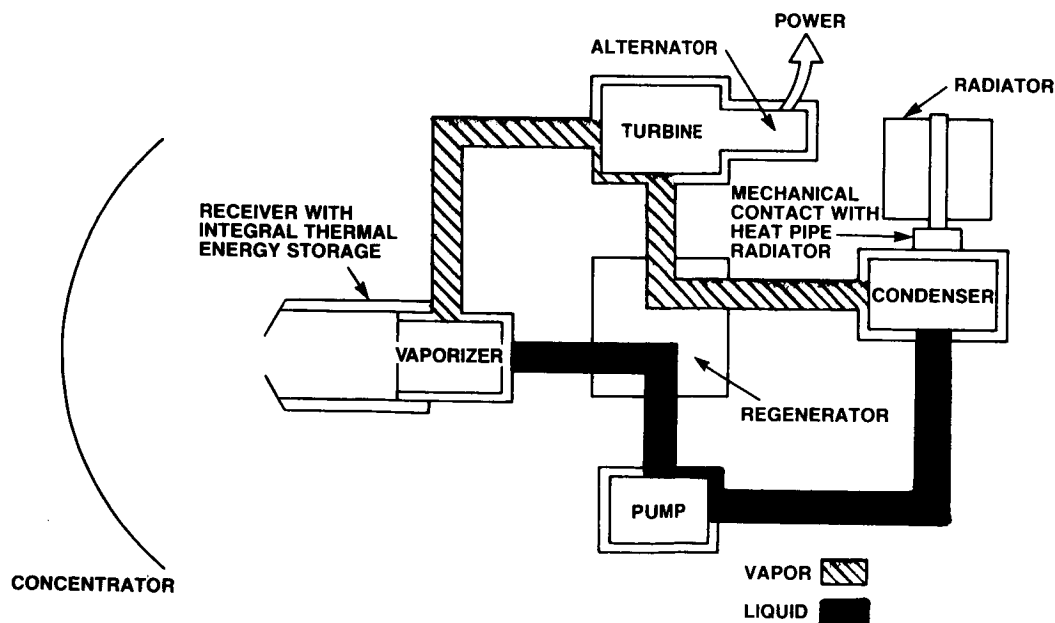 POWER
ALTERNATOR
RADIATOR
TURBINE
MECHANICAL
CONTACT WITH
HEAT PIPE
RADIATOR
RECEIVER WITH
INTEGRAL THERMAL
ENERGY STORAGE
CONDENSER
VAPORIZER
REGENERATOR
PUMP
CONCENTRATOR
VAPOR
LIQUID